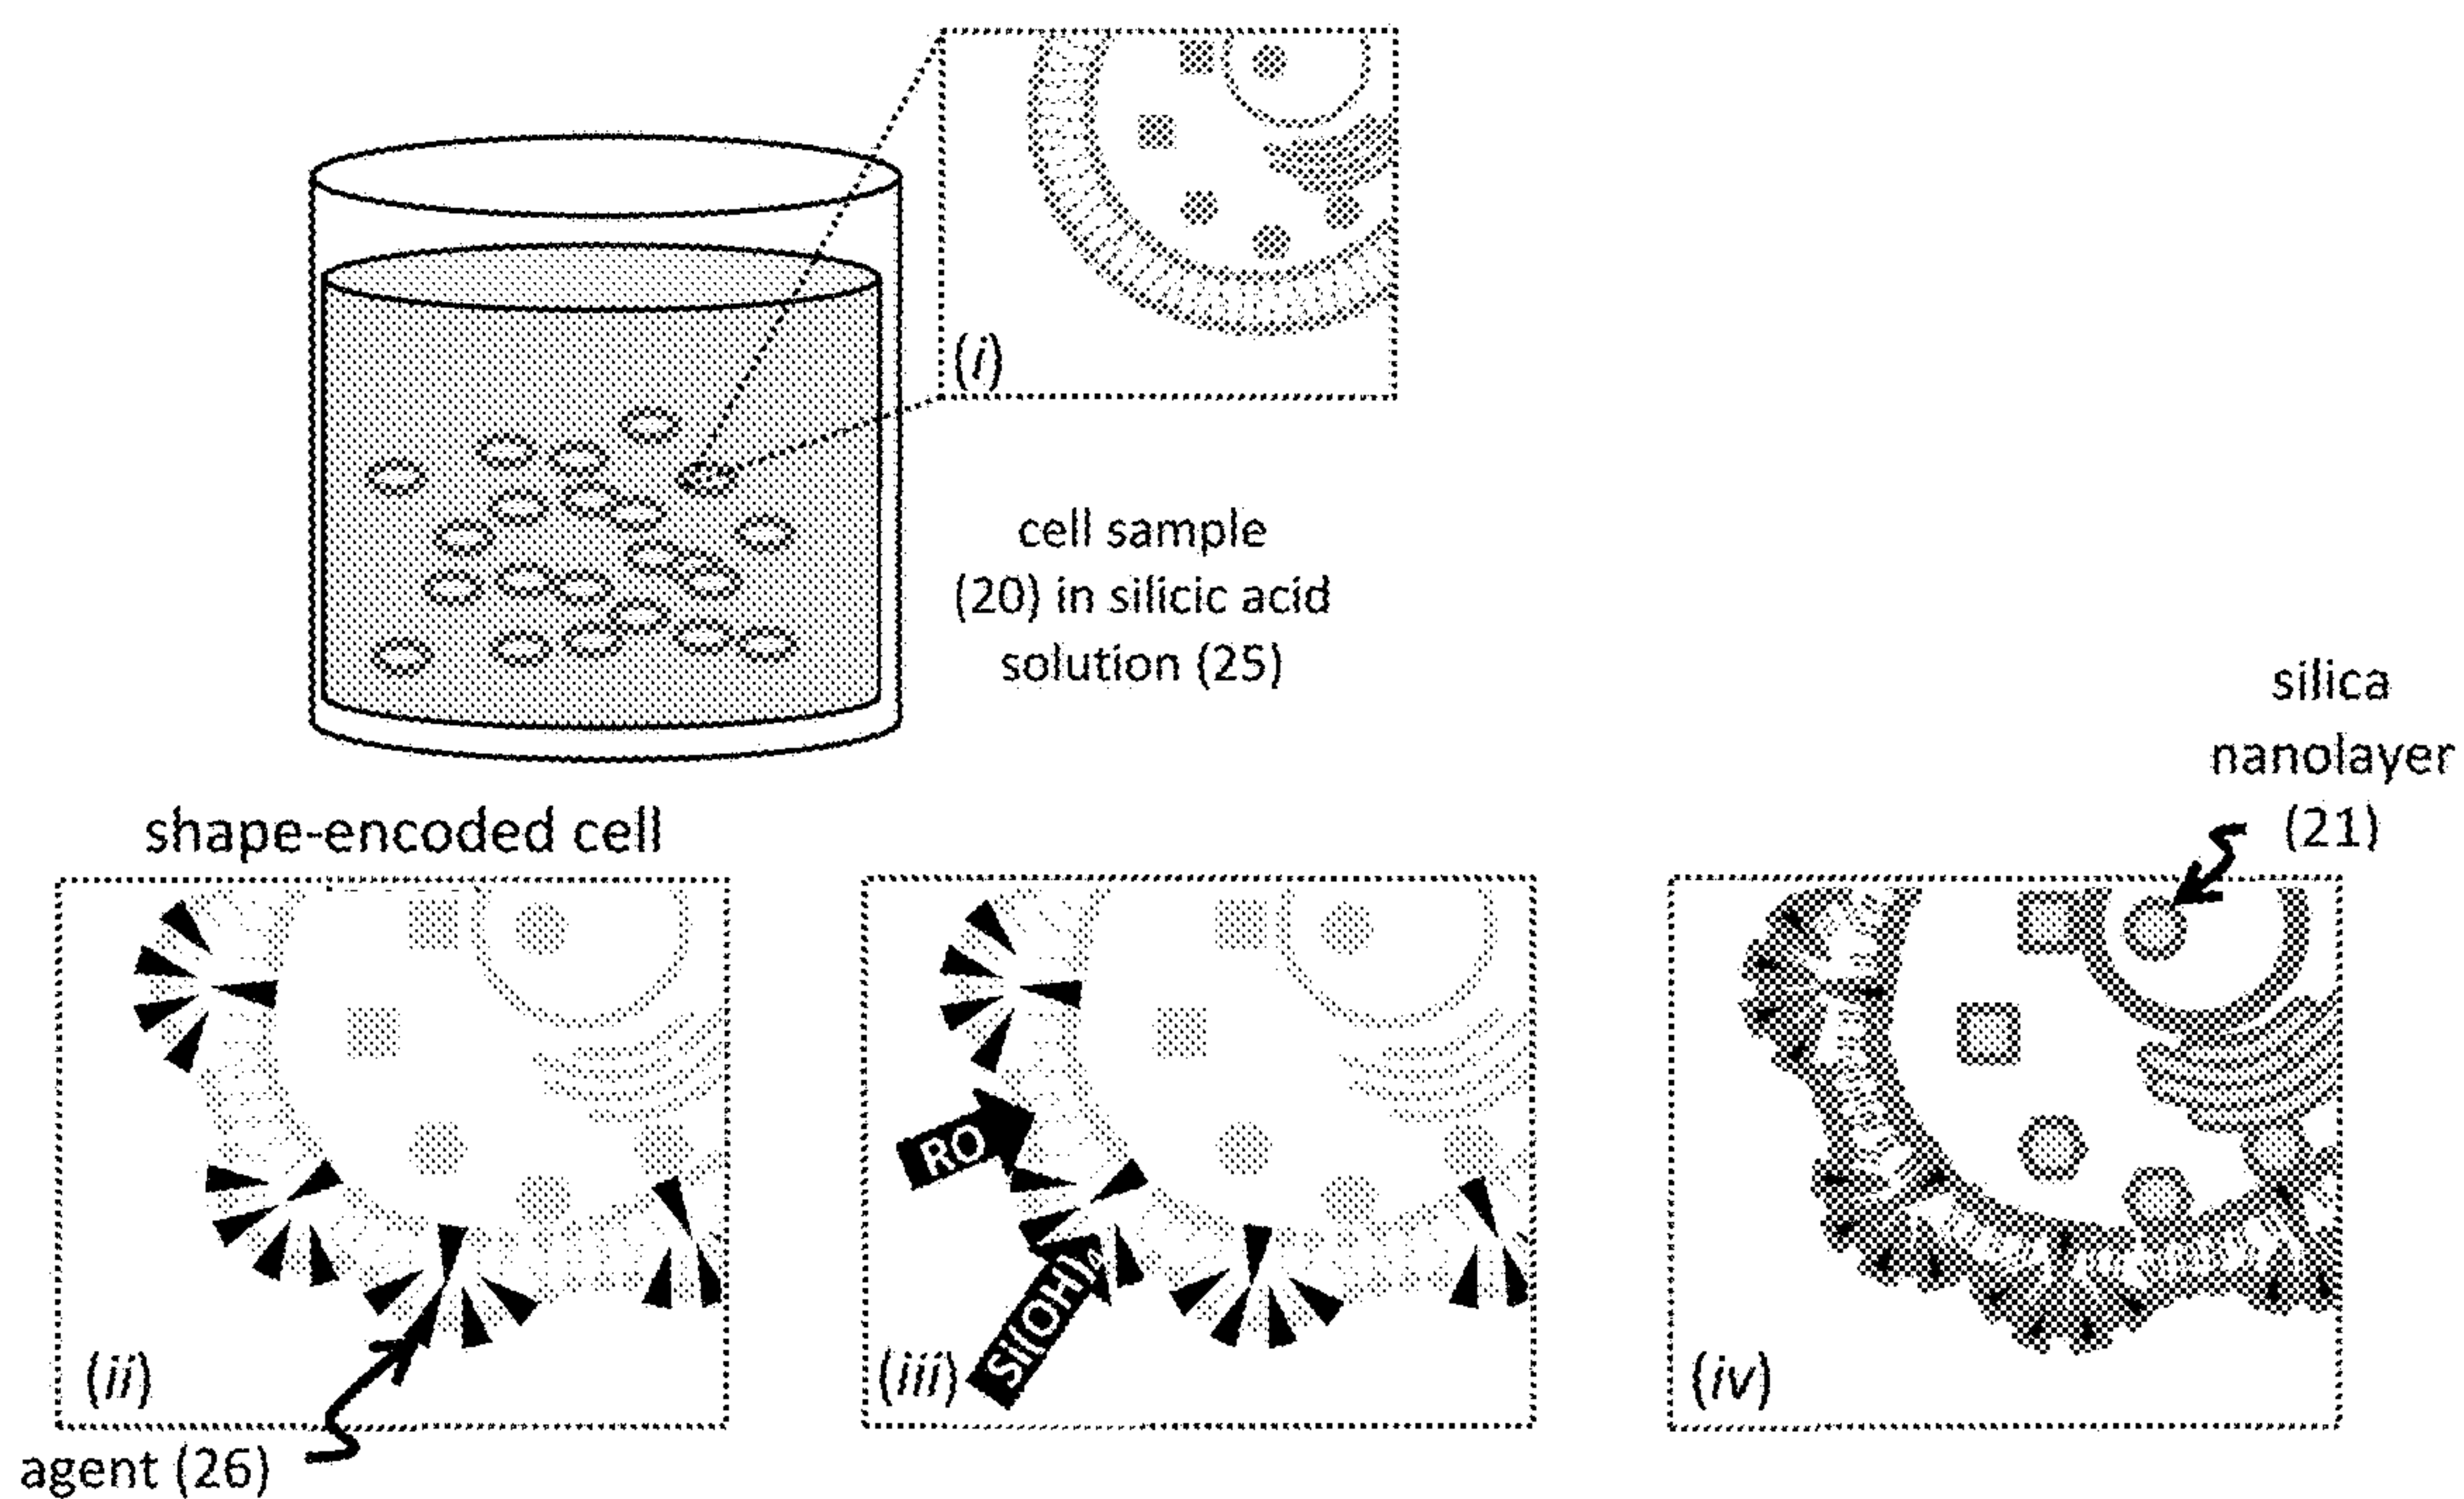 (i)
cell sample
(20) in silicic acid
solution (25)
silica
nanolayer
(21)
shape-encoded cell
RO
(ii)
(iii)
(iv)
agent (26)